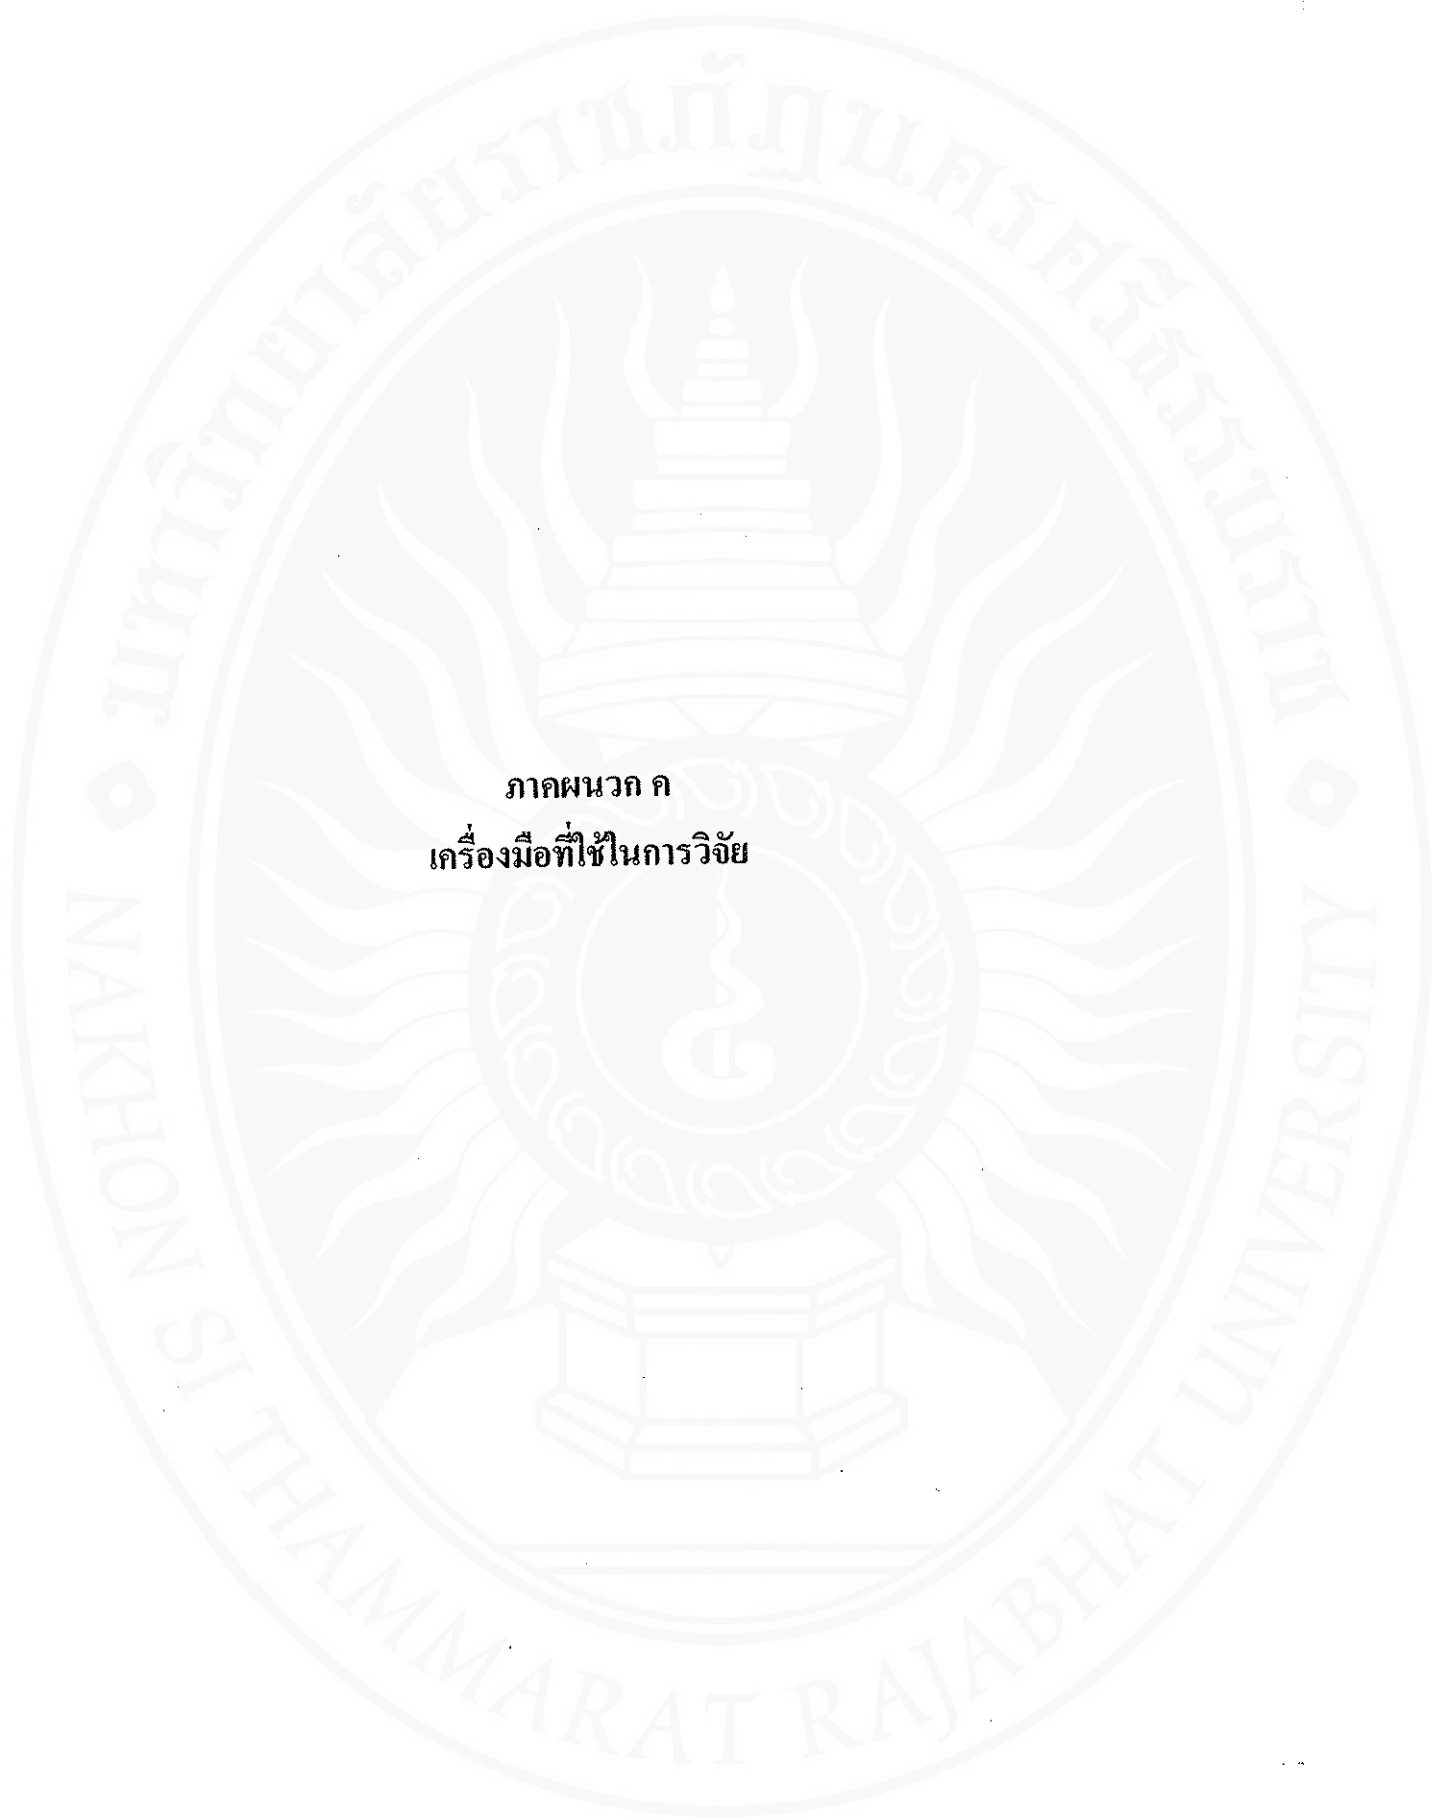 มหาวิทยาลัยราชภัฏนครศรีธรรมราช
ภาคผนวก ค
เครื่องมือที่ใช้ในการวิจัย
NAKHON SI THAMMARAT RAJABHAT UNIVERSITY